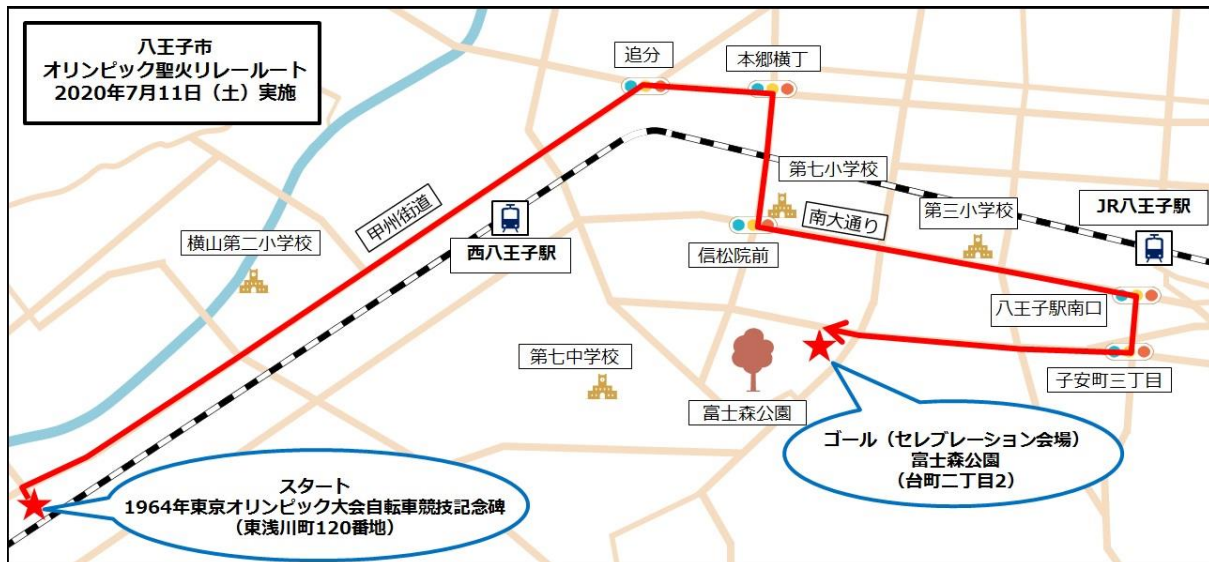 八王子市
オリンピック聖火リレールート
2020年7月11日（土）実施
追分
本郷横丁
第七小学校
甲州街道
南大通り
第三小学校
JR八王子駅
横山第二小学校
西八王子駅
信松院前
八王子駅南口
第七中学校
子安町三丁目
富士森公園
ゴール（セレブレーション会場）
富士森公園
（台町二丁目2）
スタート
1964年東京オリンピック大会自転車競技記念碑
（東浅川町120番地）